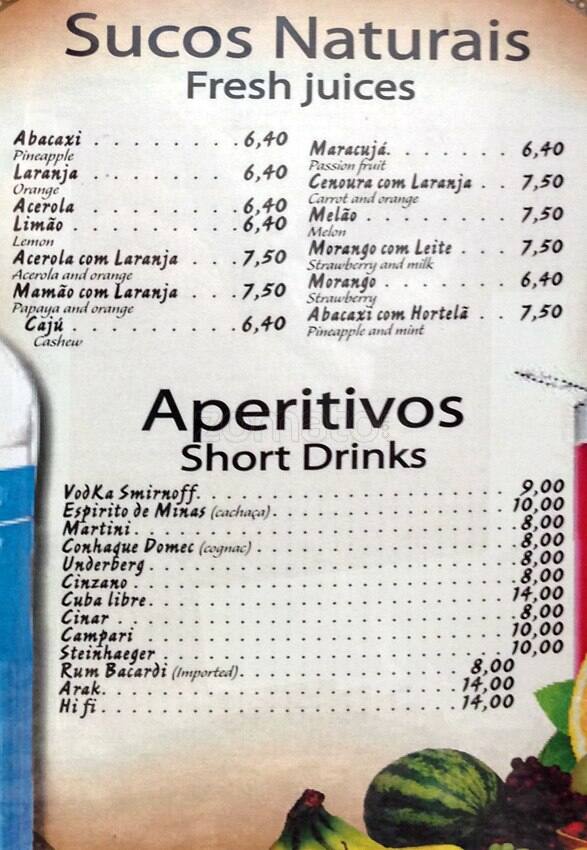 Sucos Naturais
Fresh juices
Abacaxi . . . . . . . . 6,40
Pineapple
Laranja . . . . . . . . 6,40
Orange
Acerola . . . . . . . . 6,40
Limão . . . . . . . . . 6,40
Lemon
Acerola com Laranja . . . 7,50
Acerola and orange
Mamão com Laranja . . . 7,50
Papaya and orange
Cajú . . . . . . . . . 6,40
Cashew
Maracujá. . . . . . . 6,40
Passion fruit
Cenoura com Laranja . . 7,50
Carrot and orange
Melão . . . . . . . . 7,50
Melon
Morango com Leite . . . 7,50
Strawberry and milk
Morango . . . . . . . 6,40
Strawberry
Abacaxi com Hortelã . . 7,50
Pineapple and mint
Aperitivos
Short Drinks
VodKa Smirnoff. . . . . . . . . . . . . . . . . . . 9,00
Espirito de Minas (cachaça). . . . . . . . . . . . . . 10,00
Martini. . . . . . . . . . . . . . . . . . . . . . . 8,00
Conhaque Domec (cognac) . . . . . . . . . . . . . . . 8,00
Underberg . . . . . . . . . . . . . . . . . . . . . . 8,00
Cinzano . . . . . . . . . . . . . . . . . . . . . . . 8,00
Cuba libre. . . . . . . . . . . . . . . . . . . . . . 14,00
Cinar . . . . . . . . . . . . . . . . . . . . . . . . 8,00
Campari . . . . . . . . . . . . . . . . . . . . . . . 10,00
Steinhaeger . . . . . . . . . . . . . . . . . . . . . 10,00
Rum Bacardi (Imported). . . . . . . . . . . . . 8,00
Arak. . . . . . . . . . . . . . . . . . . . . . 14,00
Hi fi . . . . . . . . . . . . . . . . . . . . . 14,00